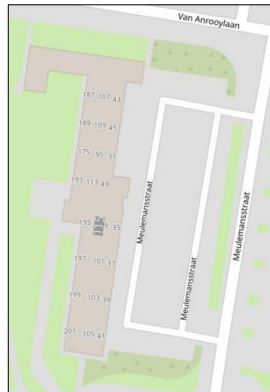 Van Anrooylaan
187 107 43
189 109 45
175 95 31
193 113 49
195 35
197 101 37
199 103 39
201 105 41
Meulemansstraat
Meulemansstraat
Meulemansstraat